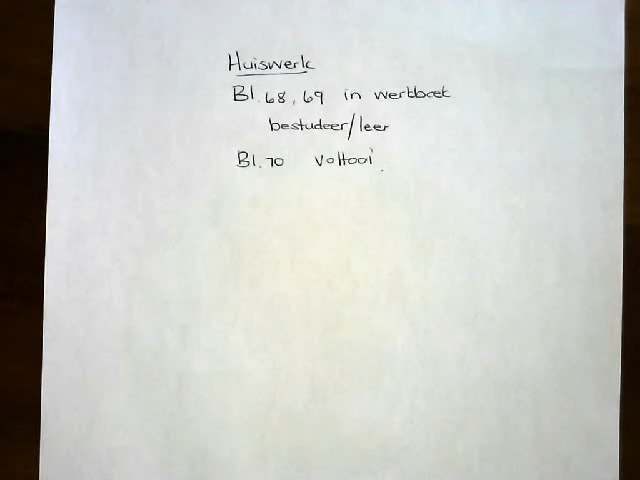 Huiswerk
Bl. 68, 69 in werkboek
bestudeer/leer
Bl. 70 voltooi.